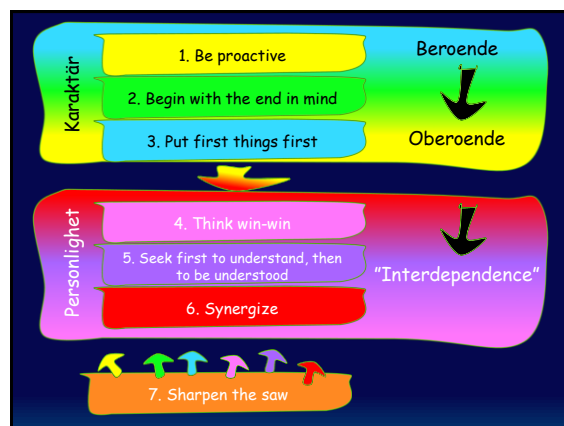 Karaktär
1. Be proactive
2. Begin with the end in mind
3. Put first things first
Beroende
Oberoende
Personlighet
4. Think win-win
5. Seek first to understand, then
to be understood
6. Synergize
”Interdependence”
7. Sharpen the saw